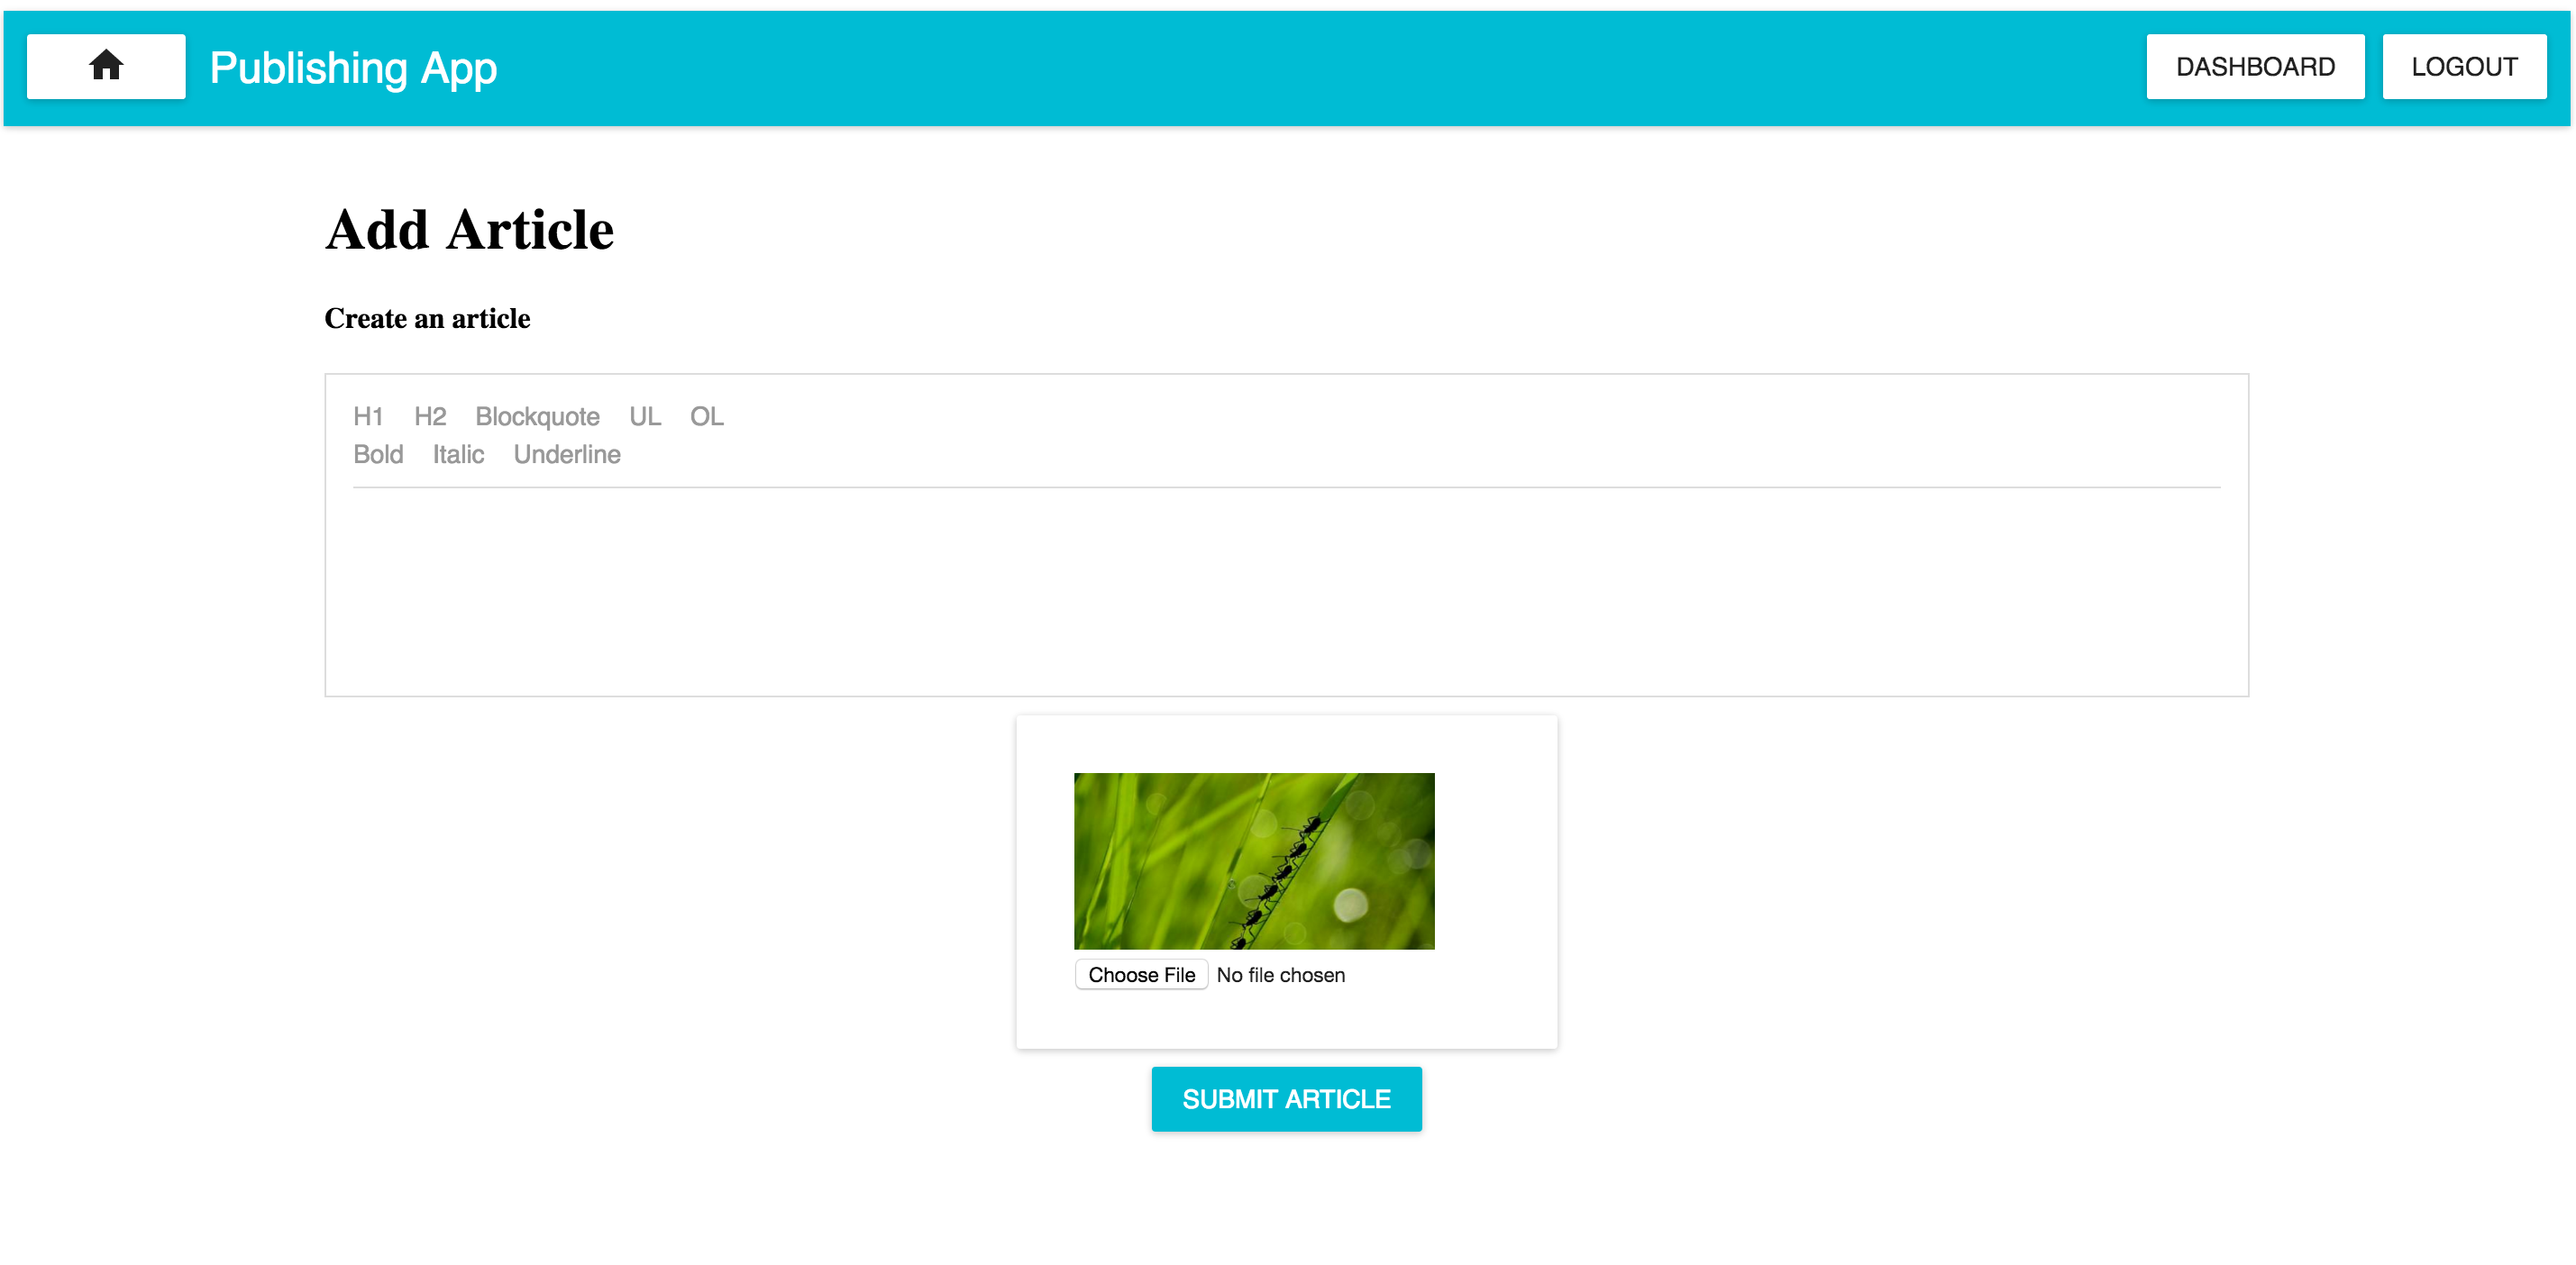 Publishing App DASHBOARD LOGOUT
Add Article
Create an article
H1 H2 Blockquote UL OL
Bold Italic Underline
Choose File No file chosen
SUBMIT ARTICLE